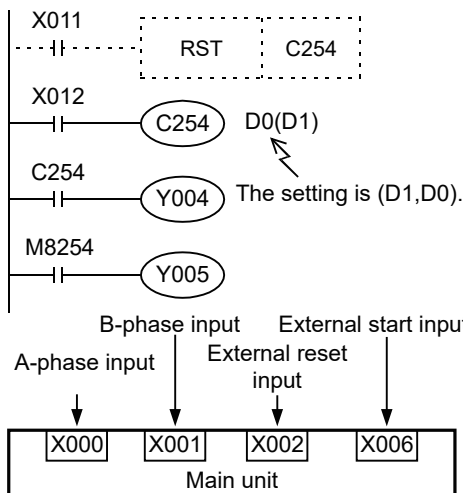 X011
RST C254
X012
C254 D0(D1)
C254
Y004 The setting is (D1,D0).
M8254
Y005
B-phase input External start input
A-phase input External reset
input
X000 X001 X002 X006
Main unit